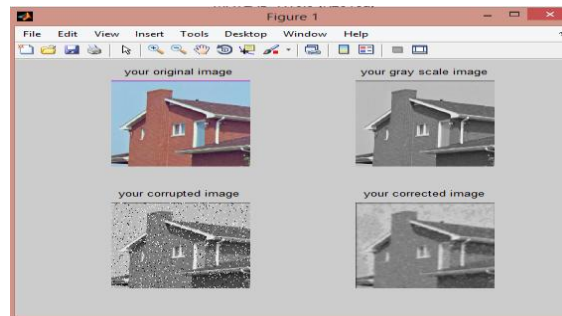 Figure 1
File Edit View Insert Tools Desktop Window Help
your original image
your gray scale image
your corrupted image
your corrected image